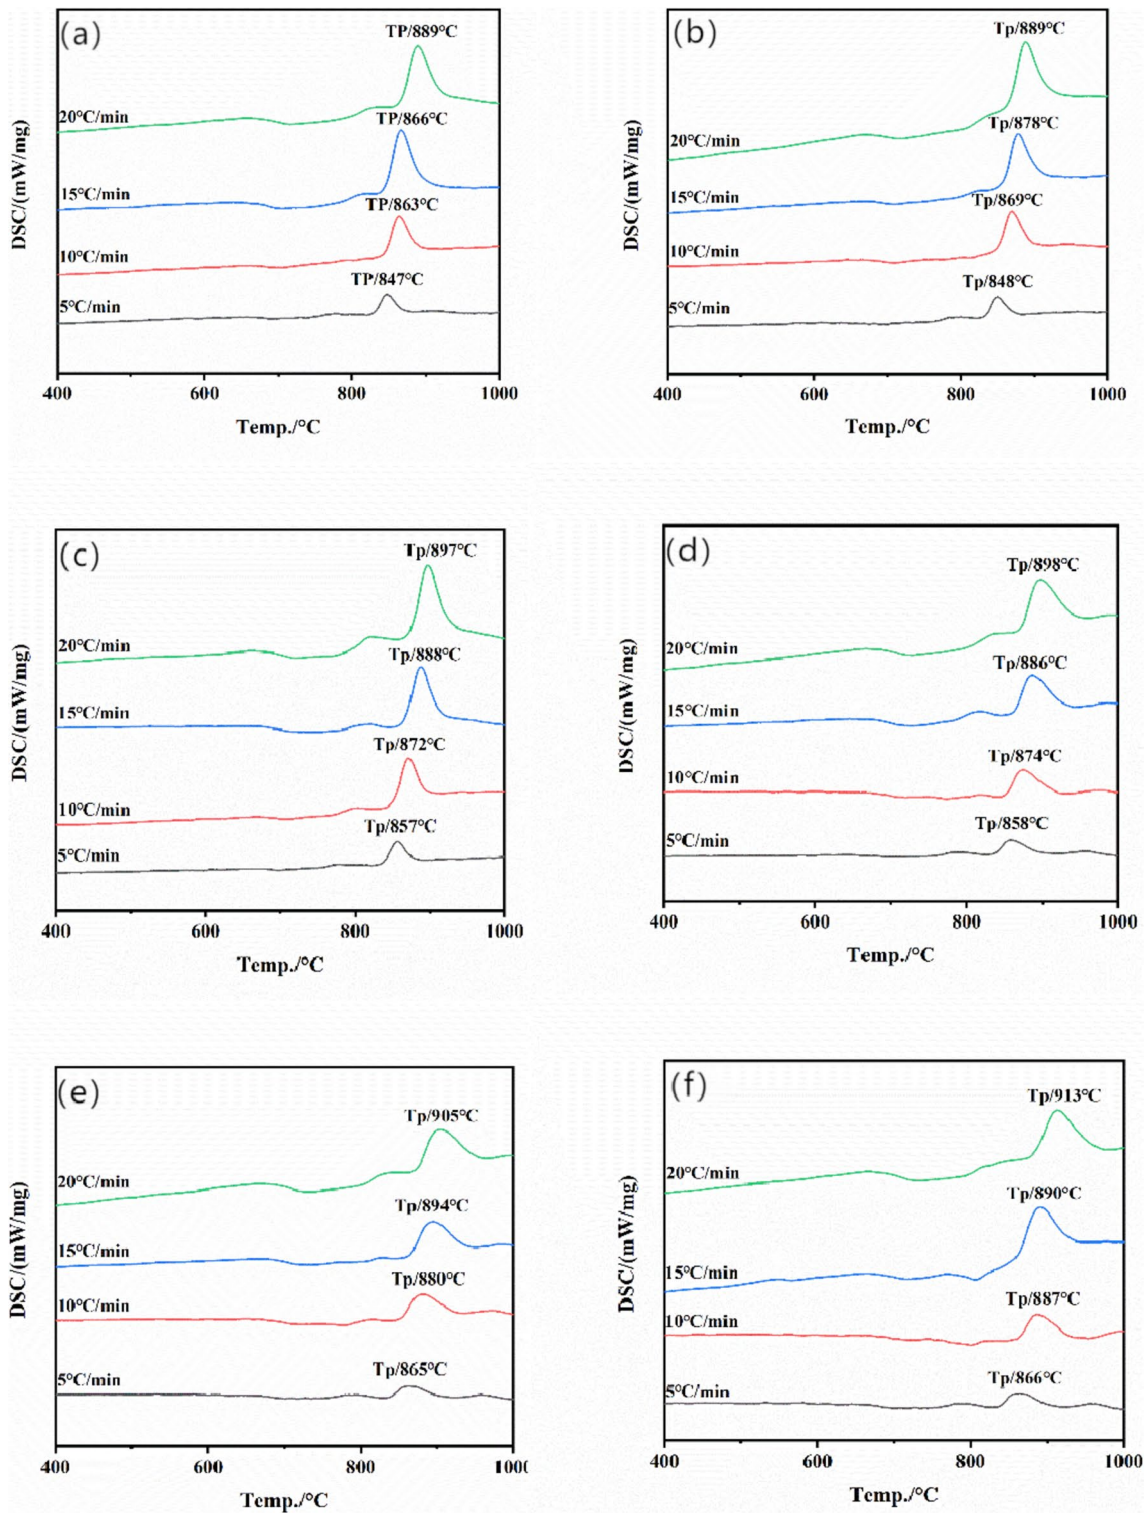 (a)
TP/889°C
20°C/min
TP/866°C
15°C/min
TP/863°C
10°C/min
TP/847°C
5°C/min
DSC/(mW/mg)
400 600 800 1000
Temp./°C
(b)
Tp/889°C
20°C/min
Tp/878°C
15°C/min
Tp/869°C
10°C/min
Tp/848°C
5°C/min
DSC/(mW/mg)
400 600 800 1000
Temp./°C
(c)
Tp/897°C
20°C/min
Tp/888°C
15°C/min
Tp/872°C
10°C/min
Tp/857°C
5°C/min
DSC/(mW/mg)
400 600 800 1000
Temp./°C
(d)
Tp/898°C
20°C/min
Tp/886°C
15°C/min
Tp/874°C
10°C/min
Tp/858°C
5°C/min
DSC/(mW/mg)
400 600 800 1000
Temp./°C
(e)
Tp/905°C
20°C/min
Tp/894°C
15°C/min
Tp/880°C
10°C/min
Tp/865°C
5°C/min
DSC/(mW/mg)
400 600 800 1000
Temp./°C
(f)
Tp/913°C
20°C/min
Tp/890°C
15°C/min
Tp/887°C
10°C/min
Tp/866°C
5°C/min
DSC/(mW/mg)
400 600 800 1000
Temp./°C